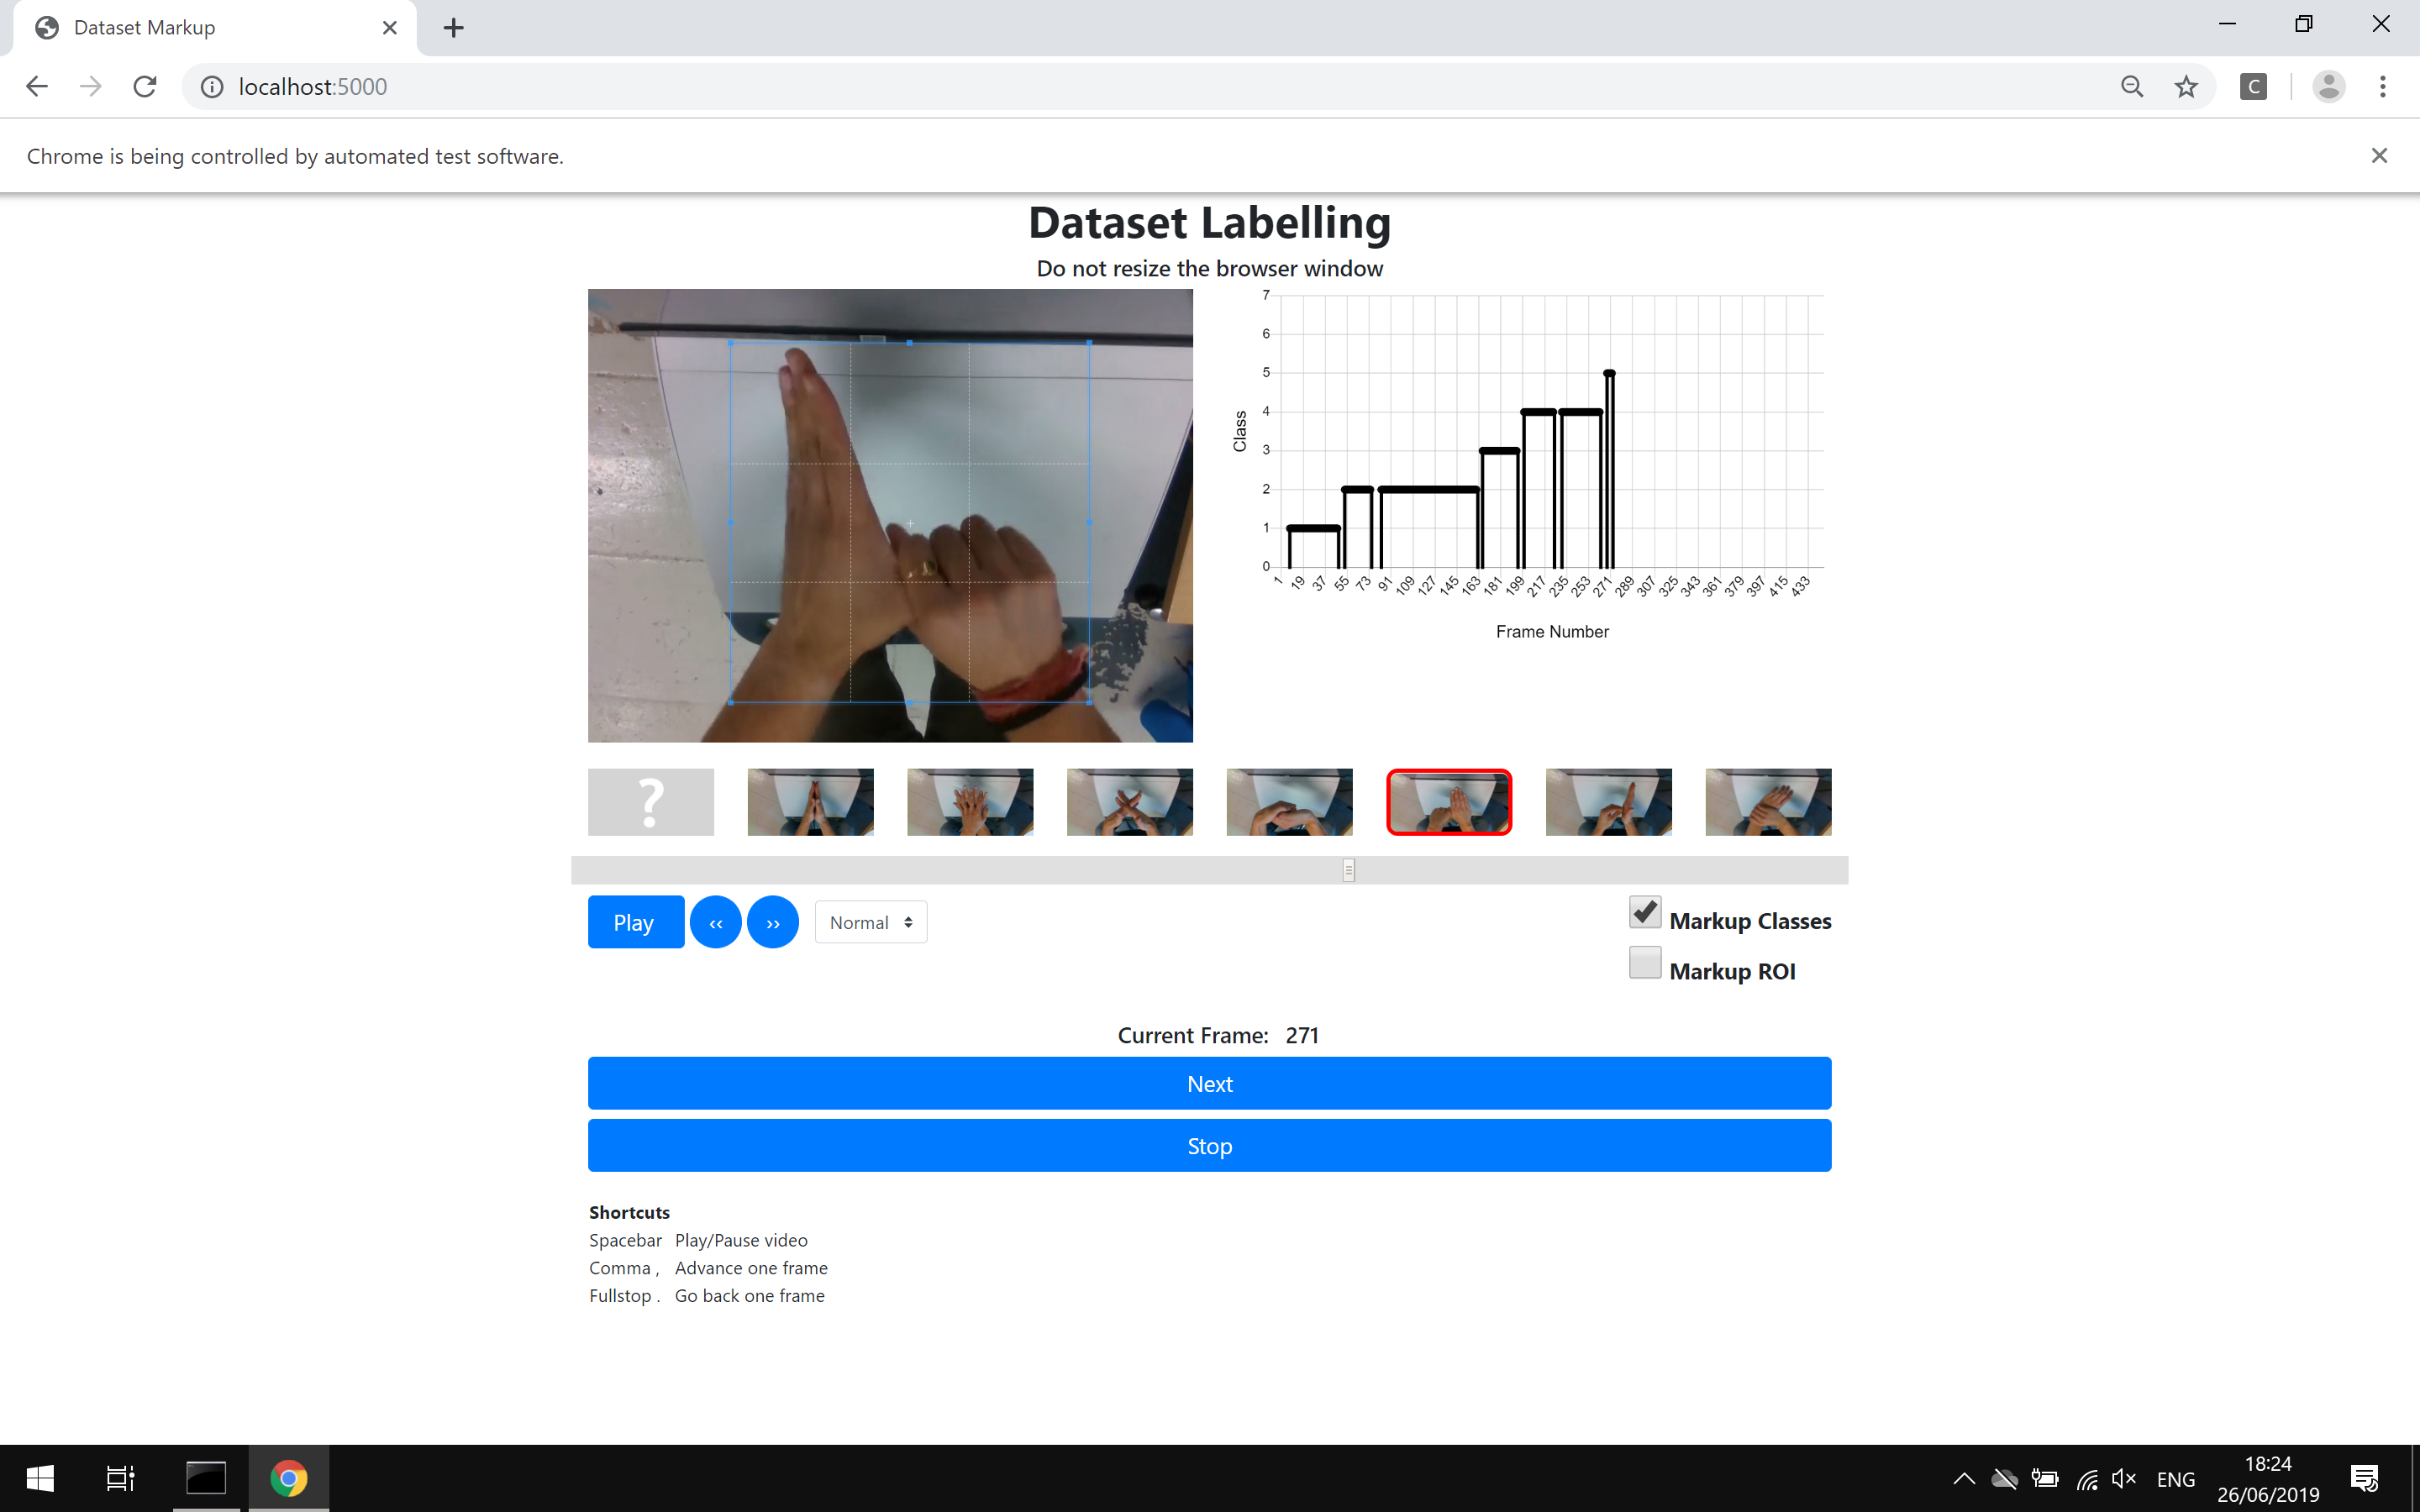 Dataset Markup
localhost:5000
C
Chrome is being controlled by automated test software.
Dataset Labelling
Do not resize the browser window
7
6
5
4
3
2
1
0
Class
1 19 37 55 73 91 109 127 145 163 181 199 217 235 253 271 289 307 325 343 361 379 397 415 433
Frame Number
?
Play ‹‹ ›› Normal
Markup Classes
Markup ROI
Current Frame: 271
Next
Stop
Shortcuts
Spacebar Play/Pause video
Comma , Advance one frame
Fullstop . Go back one frame
ENG
18:24
26/06/2019